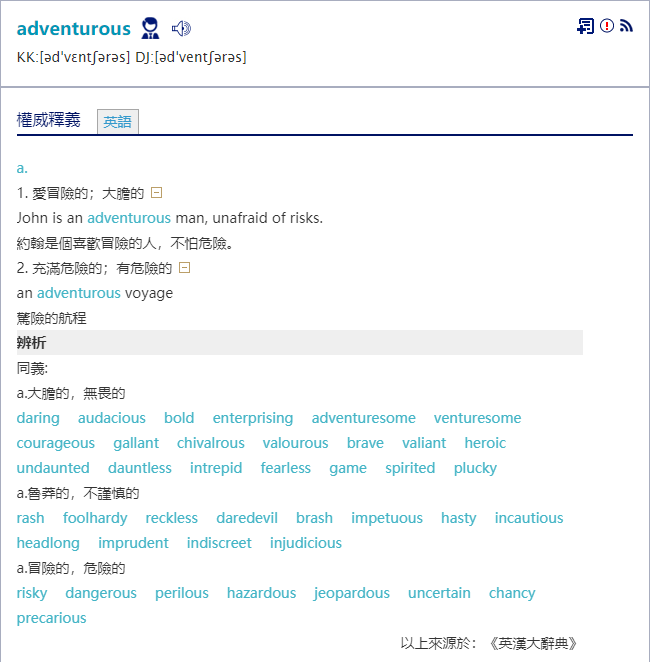 adventurous
KK:[əd'vɛntʃərəs] DJ:[əd'ventʃərəs]
權威釋義 英語
a.
1. 愛冒險的；大膽的
John is an adventurous man, unafraid of risks.
約翰是個喜歡冒險的人，不怕危險。
2. 充滿危險的；有危險的
an adventurous voyage
驚險的航程
辨析
同義:
a.大膽的，無畏的
daring audacious bold enterprising adventuresome venturesome
courageous gallant chivalrous valourous brave valiant heroic
undaunted dauntless intrepid fearless game spirited plucky
a.魯莽的，不謹慎的
rash foolhardy reckless daredevil brash impetuous hasty incautious
headlong imprudent indiscreet injudicious
a.冒險的，危險的
risky dangerous perilous hazardous jeopardous uncertain chancy
precarious
以上來源於：《英漢大辭典》